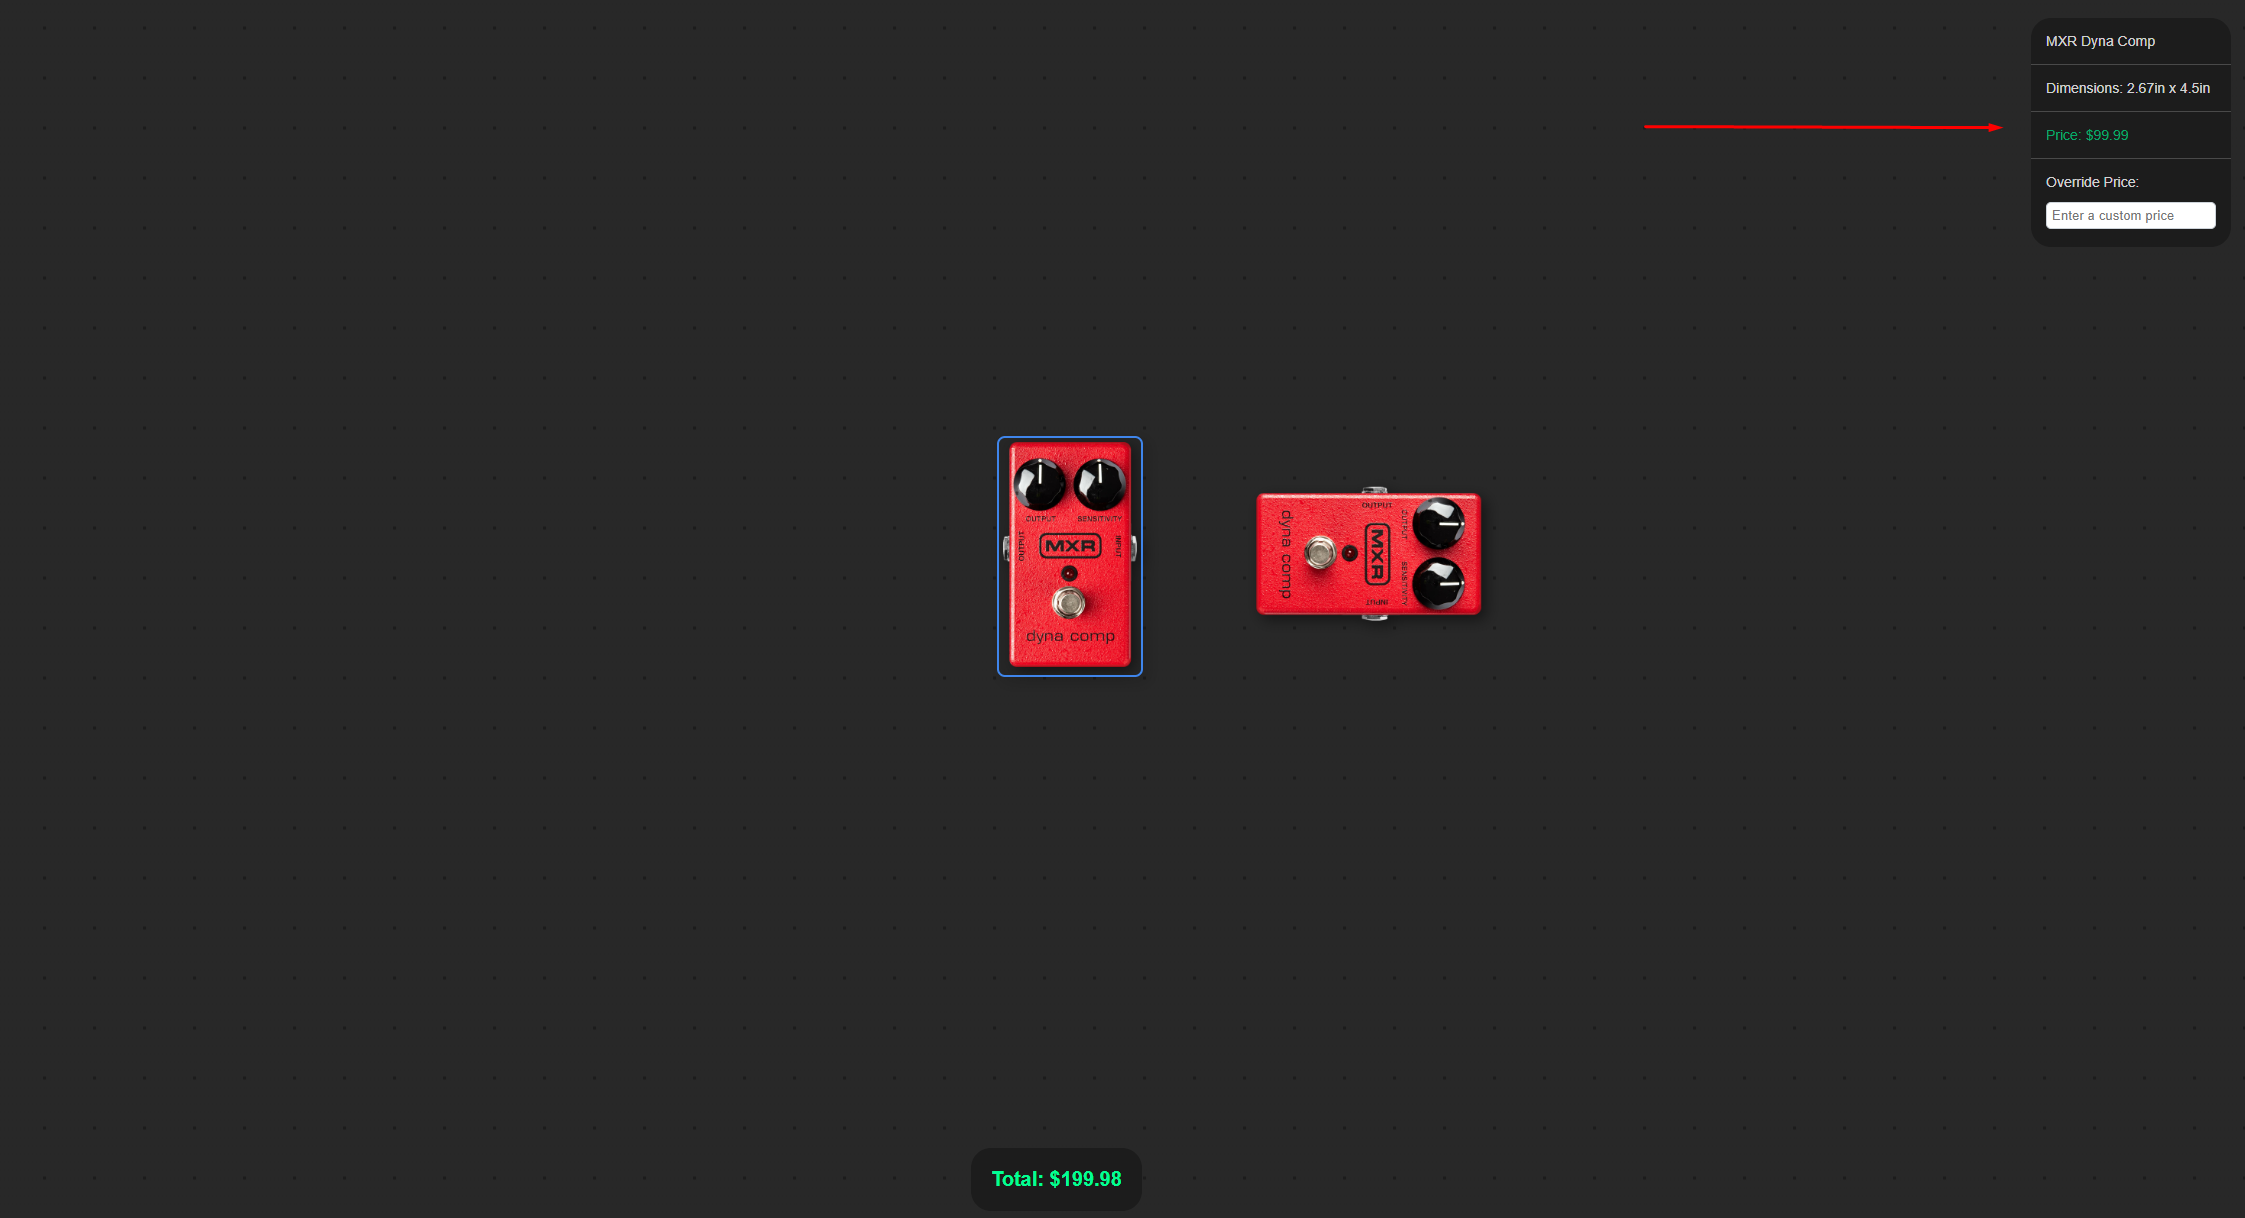 MXR Dyna Comp
Dimensions: 2.67in x 4.5in
Price: $99.99
Override Price:
Enter a custom price
OUTPUT SENSITIVITY
OUTPUT
MXR
INPUT
dyna comp
OUTPUT
OUTPUT
SENSITIVITY
MXR
dyna comp
INPUT
Total: $199.98